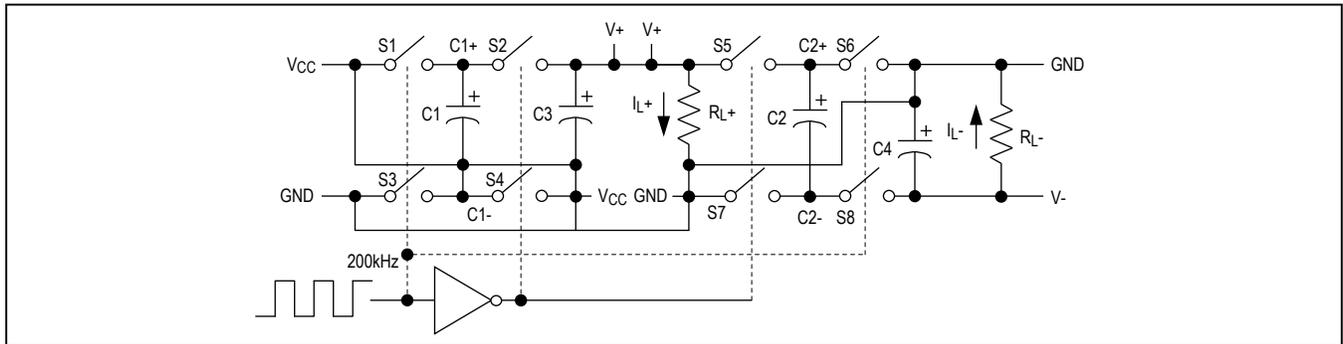 V+ V+
S1 C1+ S2 S5 C2+ S6
VCC GND
+ + + +
C1 C3 IL+ RL+ C2 C4 IL- RL-
S3 S4
GND VCC GND V-
C1- S7 C2- S8
200kHz